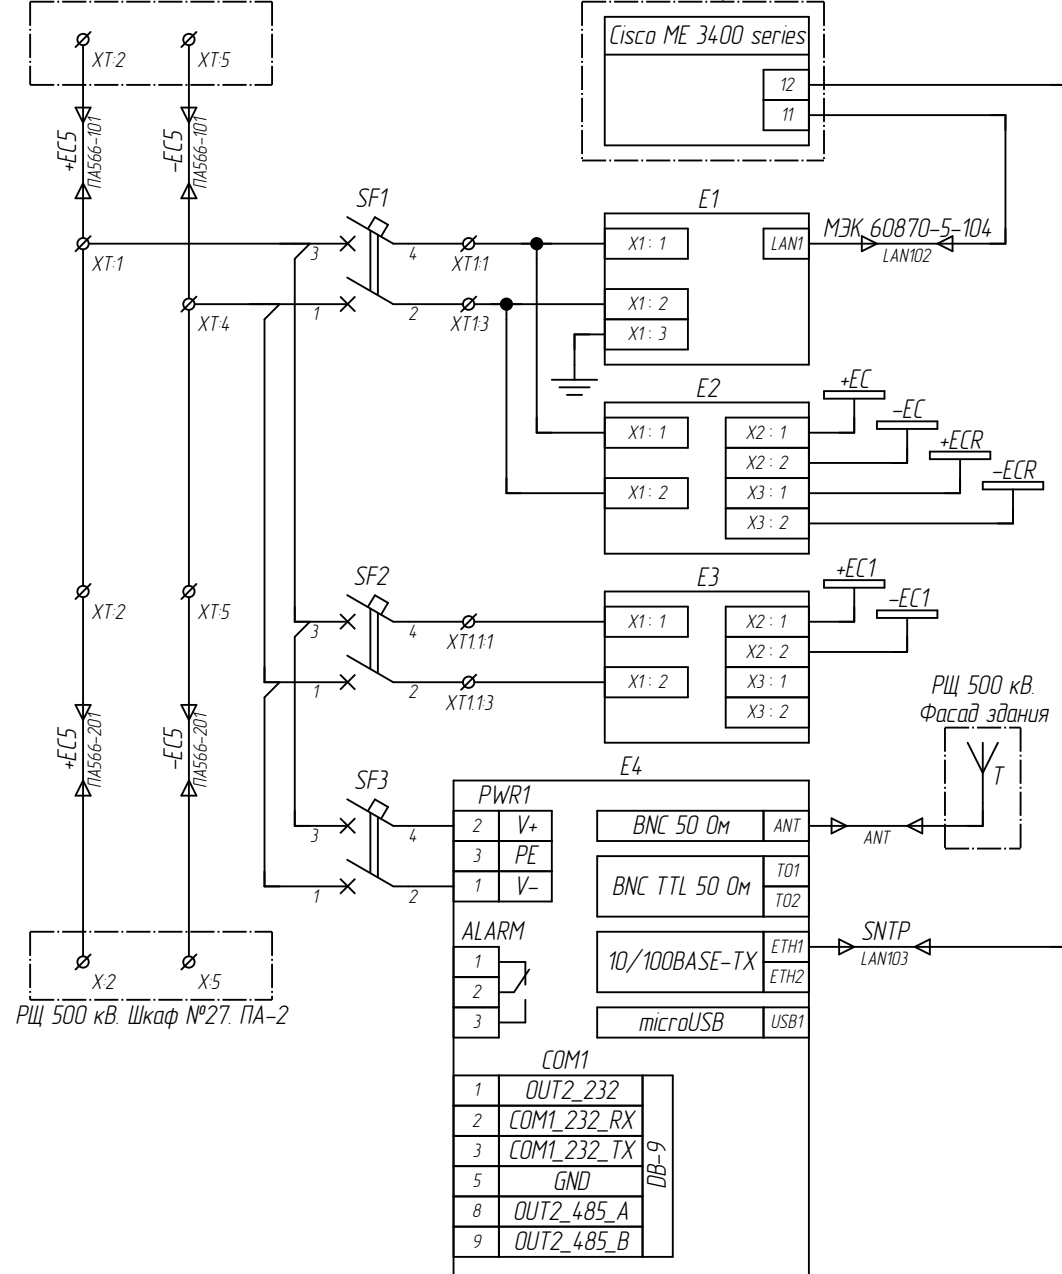 Cisco ME 3400 series
12
11
XT:2
XT:5
+EC5
ПА566-101
-EC5
ПА566-101
XT:1
XT:4
SF1
3
4
1
2
XT1:1
XT1:3
E1
X1: 1
X1: 2
X1: 3
LAN1
МЭК 60870-5-104
LAN102
E2
X1: 1
X1: 2
X2: 1
X2: 2
X3: 1
X3: 2
+EC
-EC
+ECR
-ECR
XT:2
XT:5
SF2
3
4
1
2
XT1.1:1
XT1.1:3
E3
X1: 1
X1: 2
X2: 1
X2: 2
X3: 1
X3: 2
+EC1
-EC1
РЩ 500 кВ.
Фасад здания
T
+EC5
ПА566-201
-EC5
ПА566-201
SF3
3
4
1
2
E4
PWR1
2 V+
3 PE
1 V-
BNC 50 Ом ANT
ANT
BNC TTL 50 Ом
TO1
TO2
ALARM
1
2
3
10/100BASE-TX
ETH1
ETH2
SNTP
LAN103
microUSB USB1
X:2
X:5
РЩ 500 кВ. Шкаф №27. ПА-2
COM1
1 OUT2_232
2 COM1_232_RX
3 COM1_232_TX
5 GND
8 OUT2_485_A
9 OUT2_485_B
DB-9